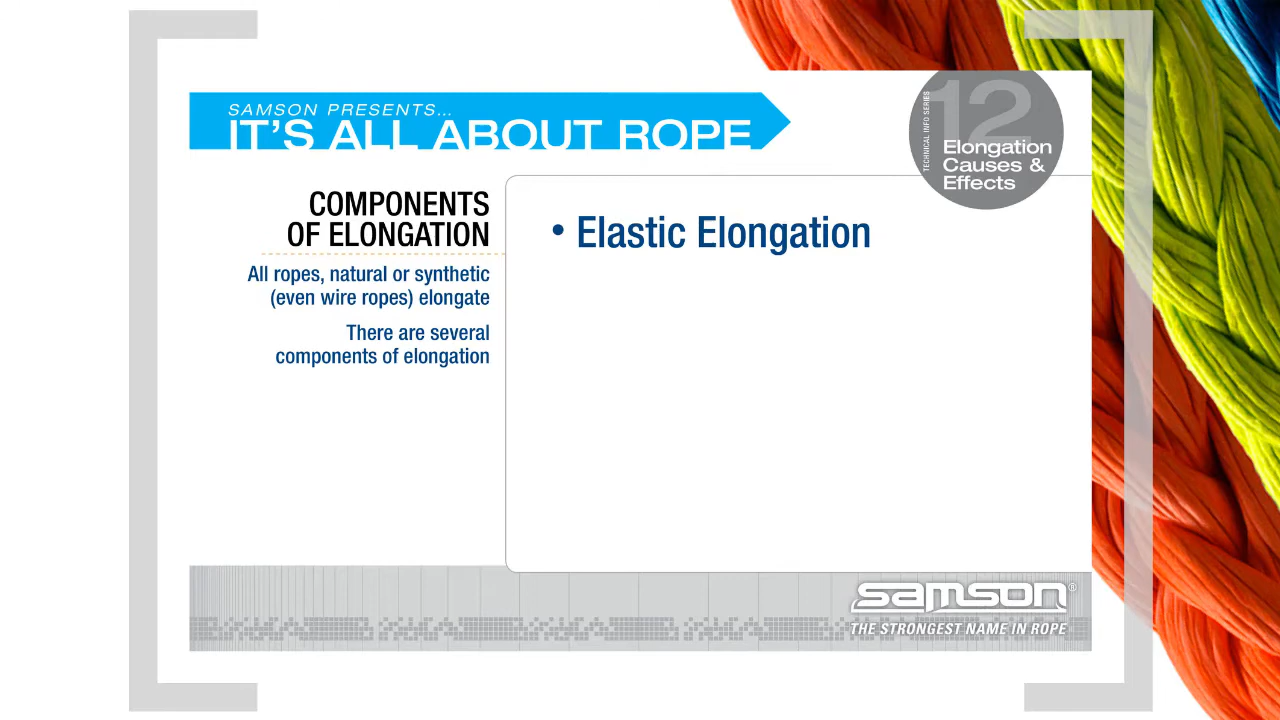 SAMSON PRESENTS...
IT'S ALL ABOUT ROPE
TECHNICAL INFO SERIES
12
Elongation
Causes &
Effects
COMPONENTS
OF ELONGATION
All ropes, natural or synthetic
(even wire ropes) elongate
There are several
components of elongation
• Elastic Elongation
samson®
THE STRONGEST NAME IN ROPE